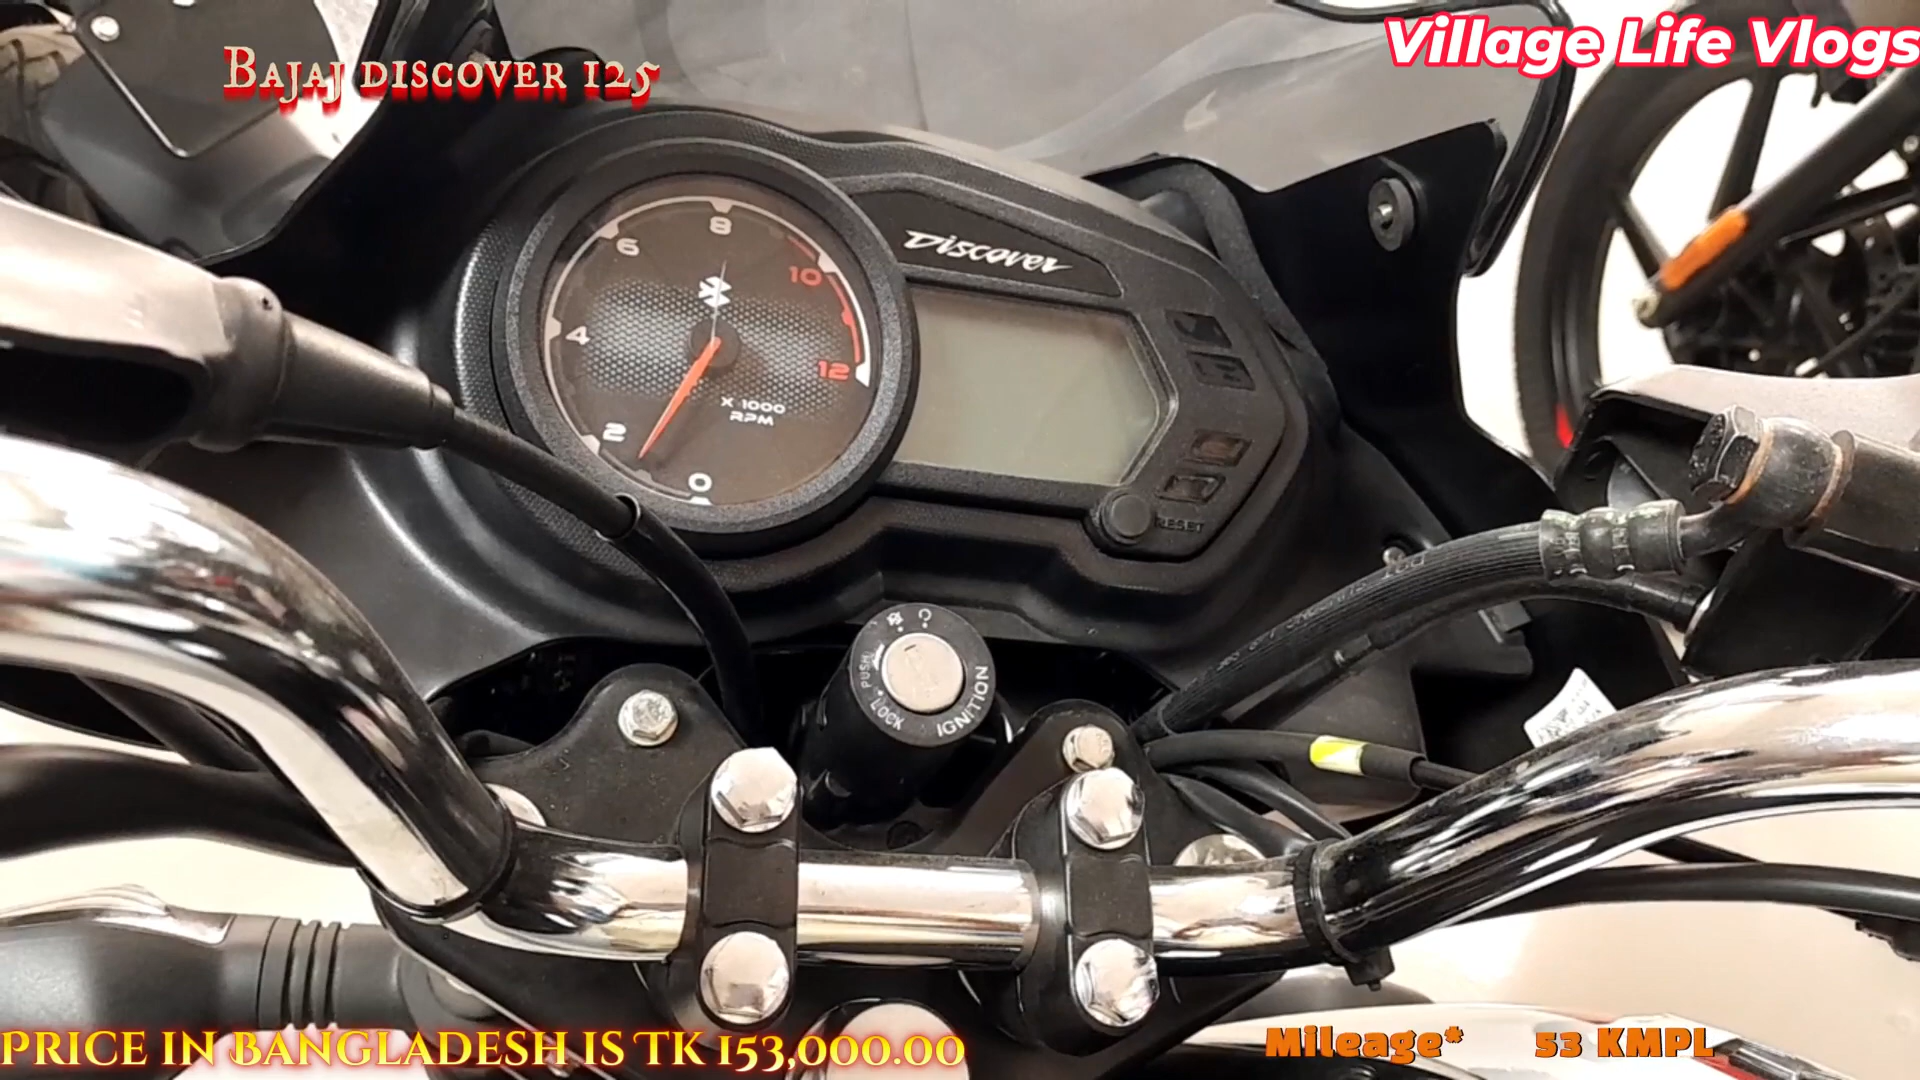 Village Life Vlogs
Bajaj discover 125
Discover
8
6
10
4
12
X 1000
RPM
2
0
RESET
PUSH
LOCK
IGNITION
Price in Bangladesh is Tk 153,000.00
Mileage* 53 KMPL